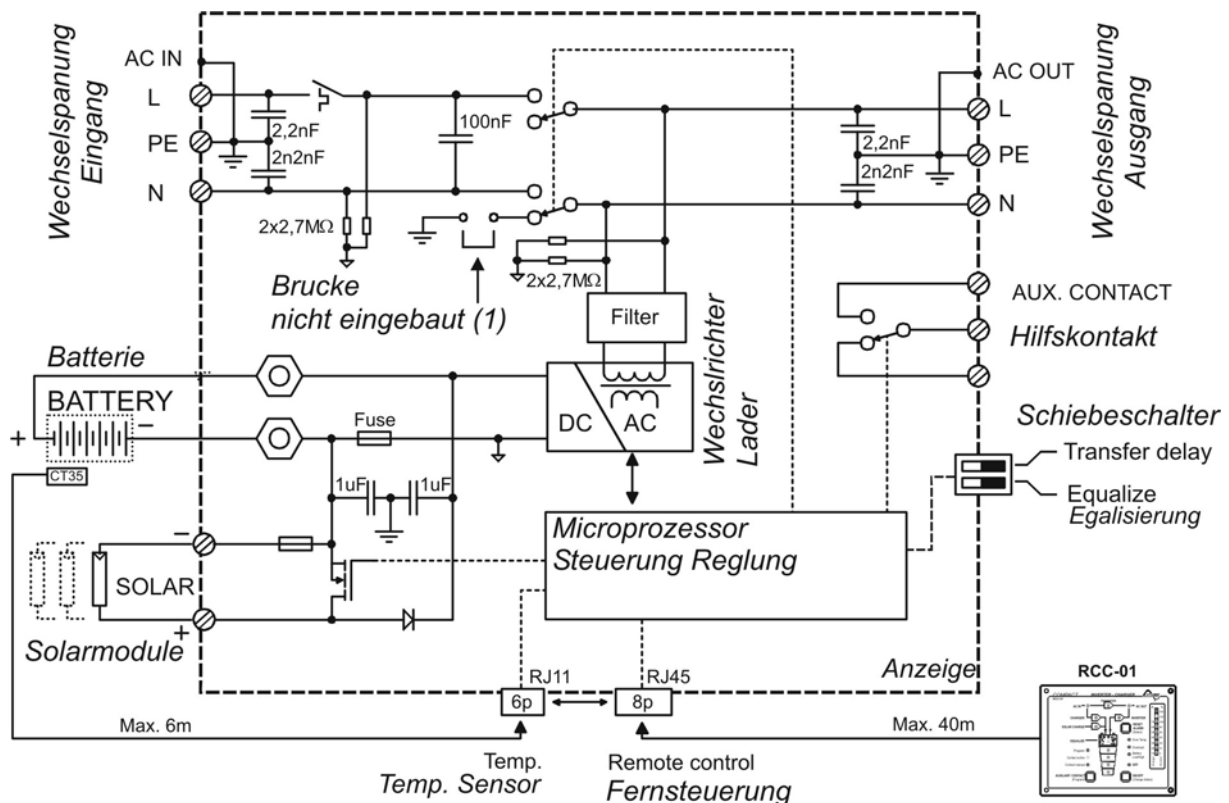 AC IN
L
PE
N
Wechselspanung
Eingang
2,2nF
2n2nF
100nF
2x2,7MΩ
Brucke
nicht eingebaut (1)
2x2,7MΩ
Filter
2,2nF
2n2nF
AC OUT
L
PE
N
Wechselspanung
Ausgang
AUX. CONTACT
Hilfskontakt
Batterie
BATTERY
+
−
CT35
Fuse
DC
AC
Wechslrichter
Lader
1uF
1uF
Schiebeschalter
Transfer delay
Equalize
Egalisierung
Microprozessor
Steuerung Reglung
−
SOLAR
+
Solarmodule
Anzeige
RJ11
RJ45
6p
8p
Max. 6m
Max. 40m
Temp.
Temp. Sensor
Remote control
Fernsteuerung
RCC-01